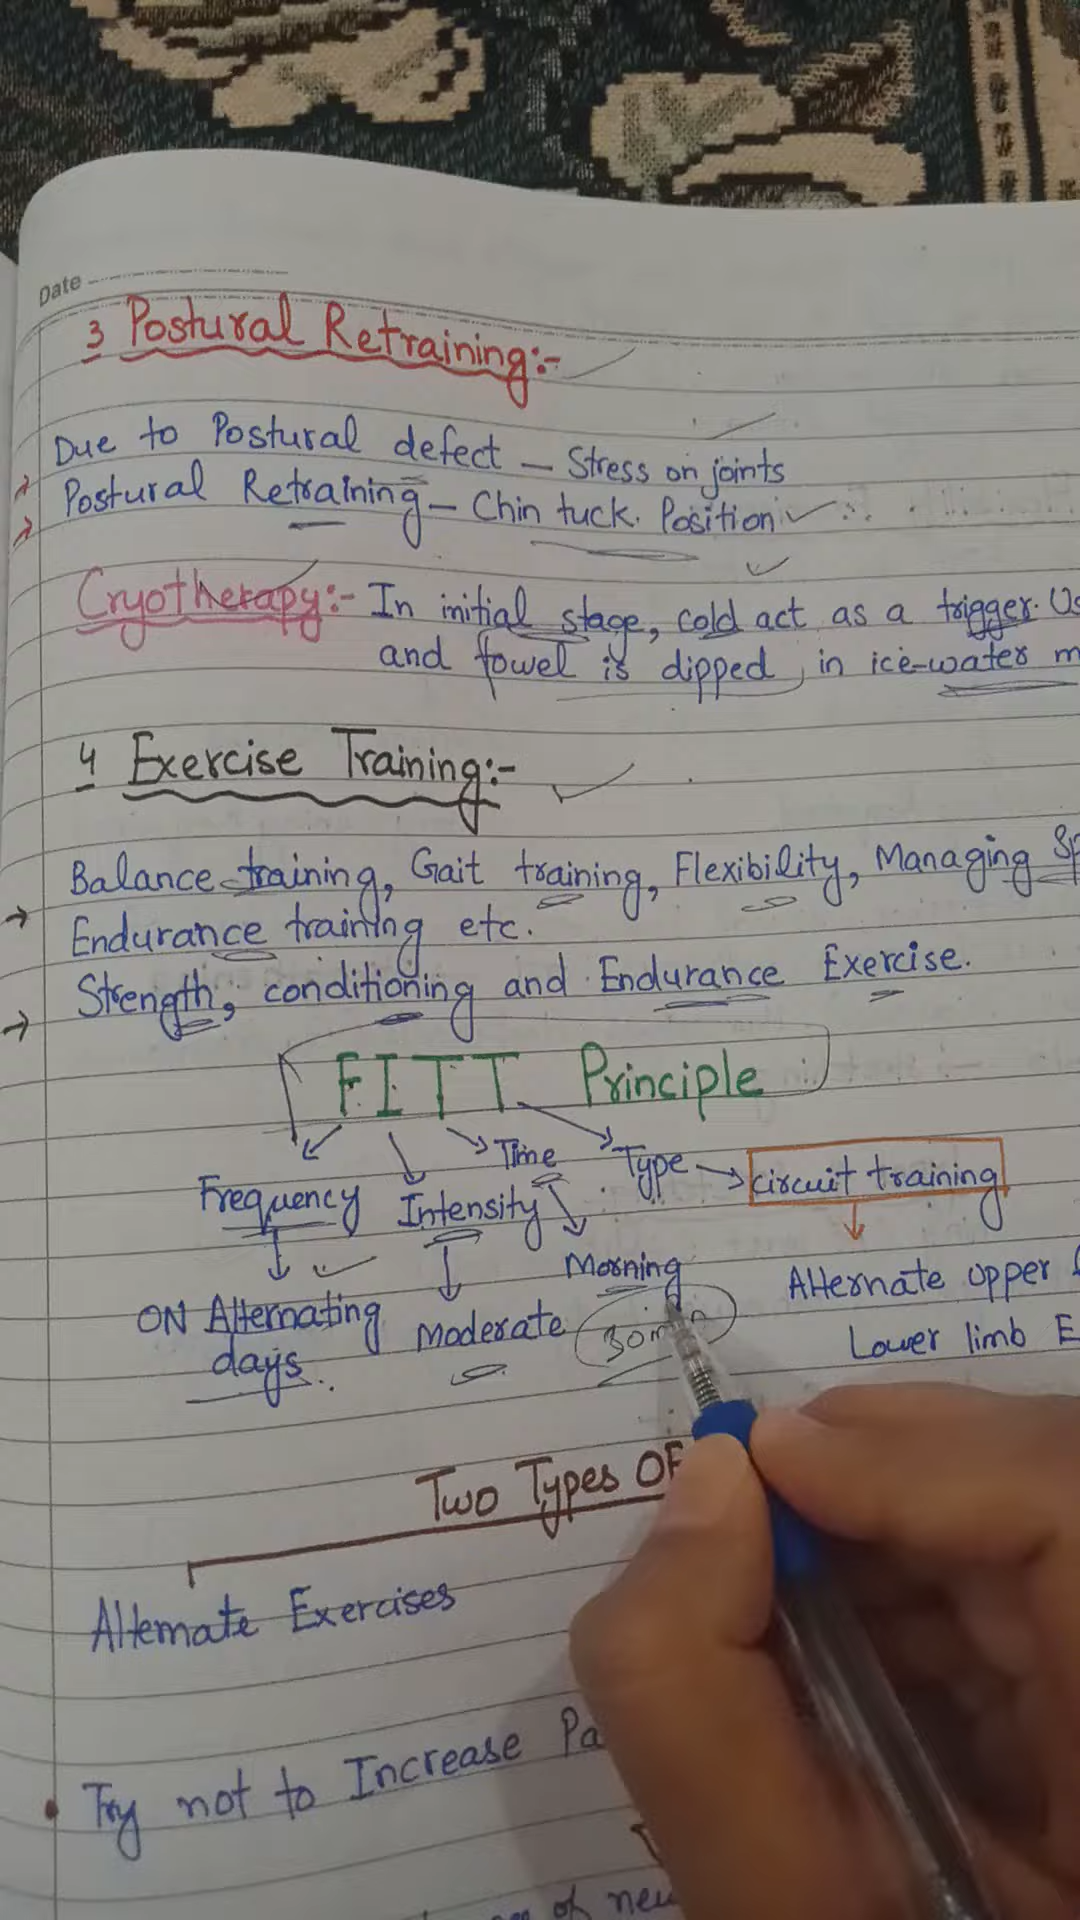 Date
3 Postural Retraining:-
Due to Postural defect - Stress on joints
Postural Retraining - Chin tuck Position
Cryotherapy:- In initial stage, cold act as a trigger.
and towel is dipped in ice-water
4 Exercise Training:-
Balance training, Gait training, Flexibility, Managing
Endurance training etc.
Strength, conditioning and Endurance Exercise.
FITT Principle
Frequency Intensity Time Type circuit training
ON Alternating days. Moderate Morning 30 min Alternate Upper
Lower limb
Two Types OF
Alternate Exercises
Try not to Increase
of